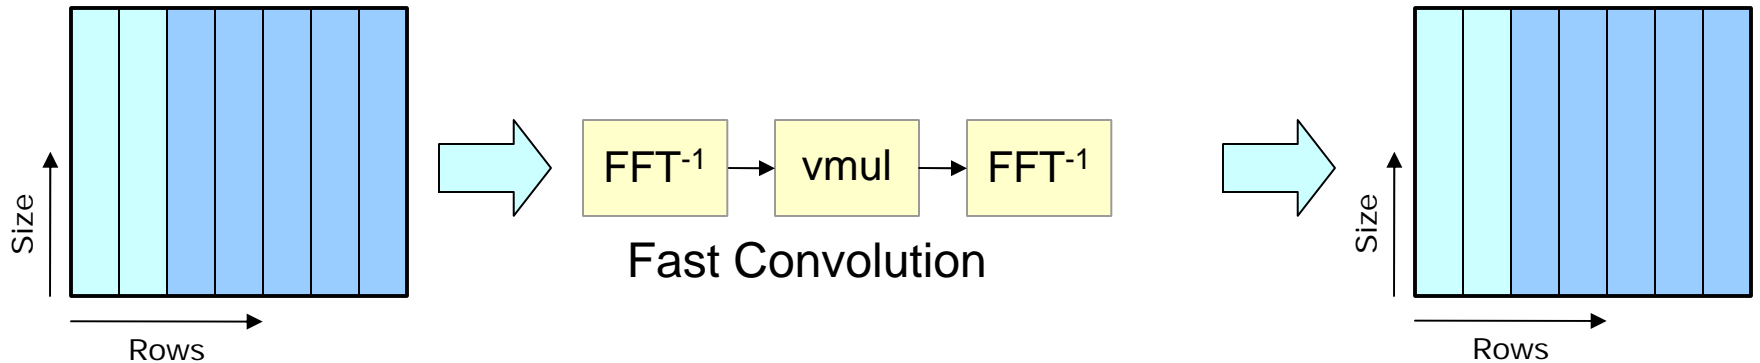 Size
Rows
FFT⁻¹
vmul
FFT⁻¹
Fast Convolution
Size
Rows